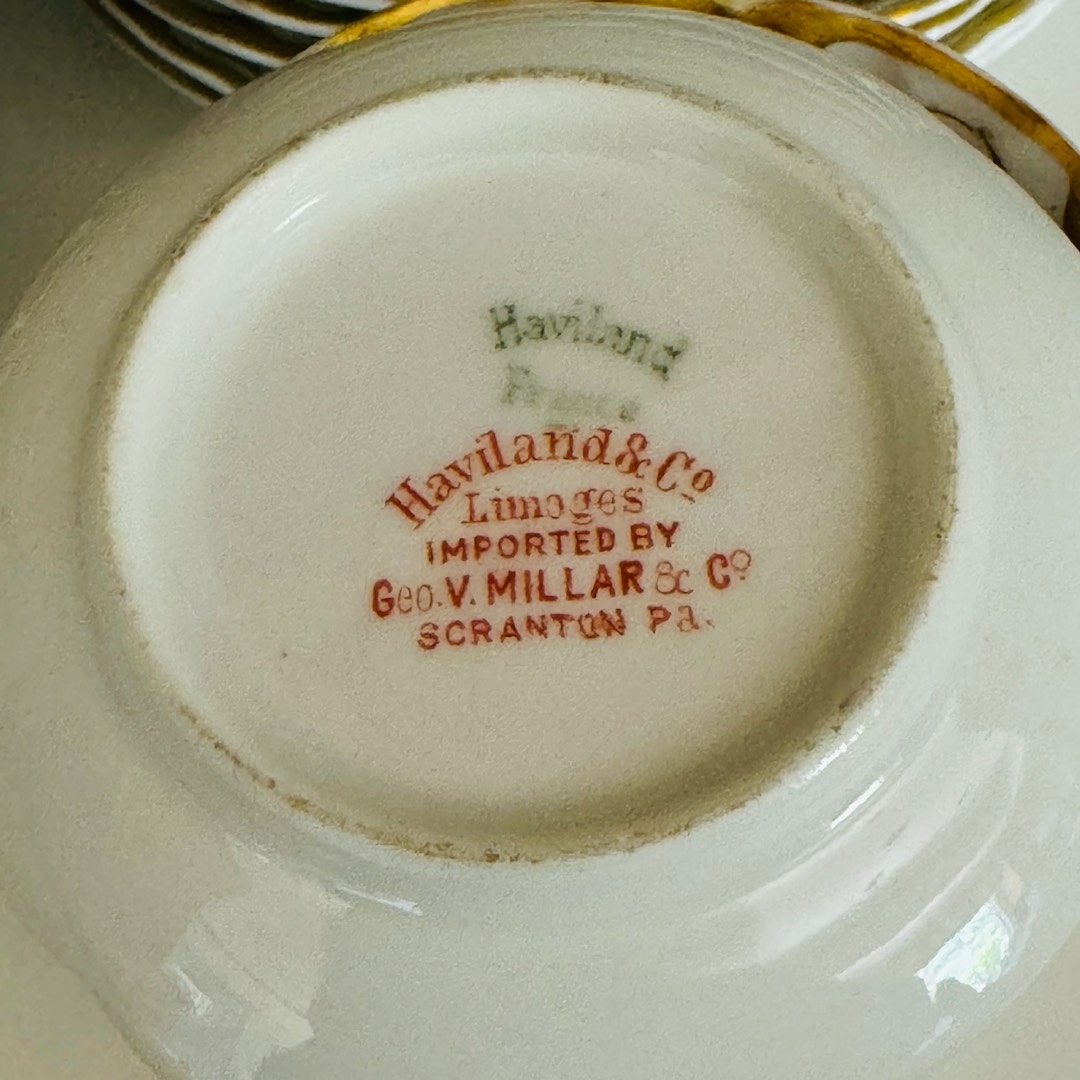 Haviland
France
Haviland & Co
Limoges
IMPORTED BY
Geo. V. MILLAR & Co
SCRANTON Pa.